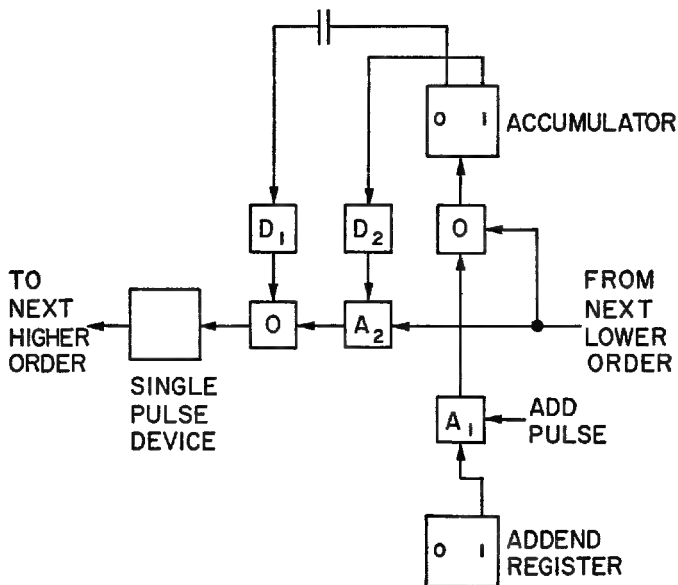 0 1
ACCUMULATOR
D1
D2
O
TO
NEXT
HIGHER
ORDER
O
A2
FROM
NEXT
LOWER
ORDER
SINGLE
PULSE
DEVICE
A1
ADD
PULSE
0 1
ADDEND
REGISTER